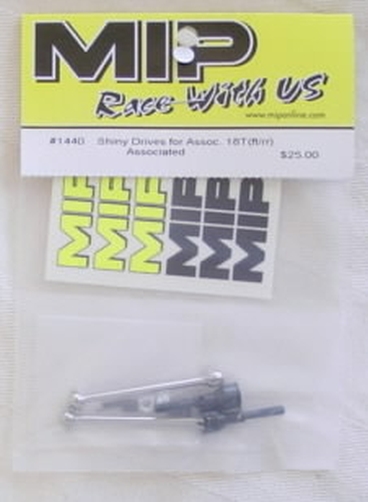 MIP
Race With US
www.miponline.com
#1440 Shiny Drives for Assoc. 18T(ft/rr)
Associated
$25.00
MIP MIP MIP MIP MIP MIP